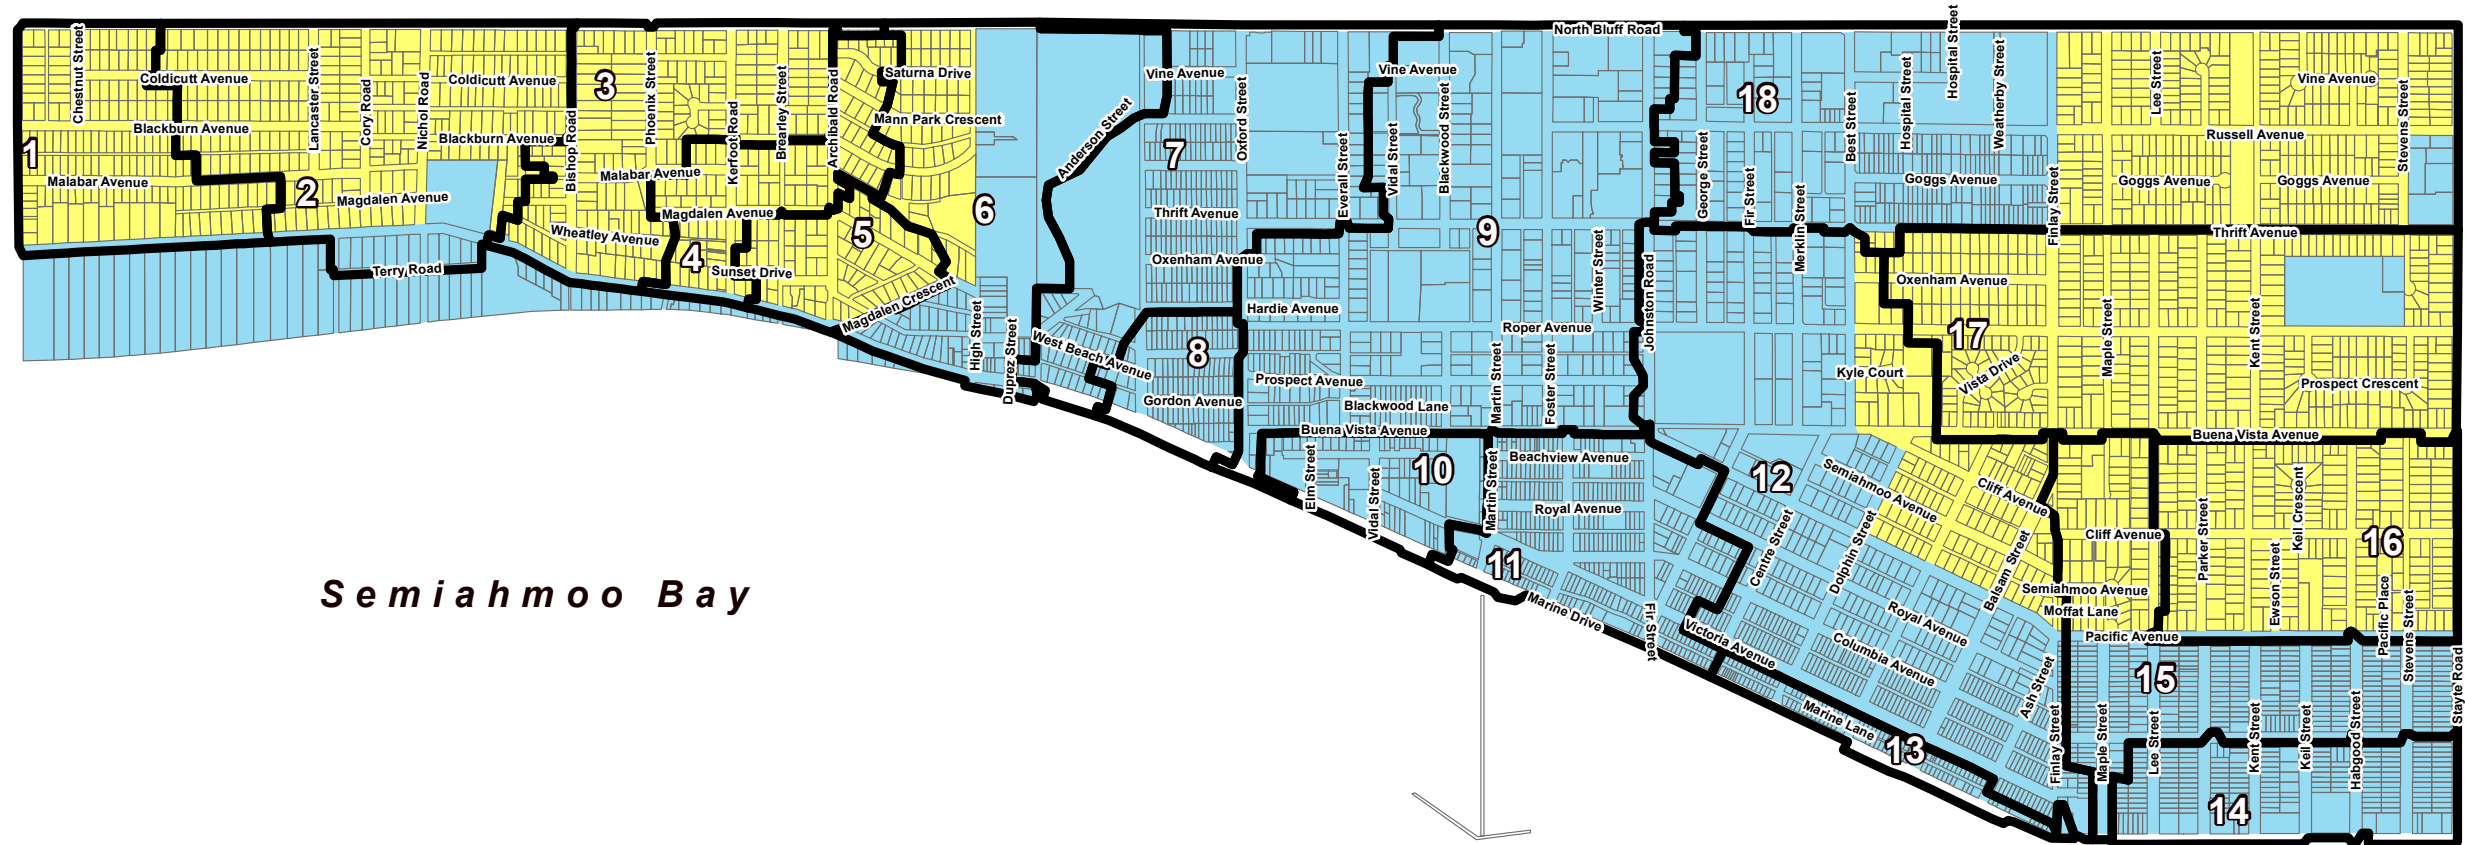 North Bluff Road
Chestnut Street
Coldicutt Avenue
Lancaster Street
Cory Road
Nichol Road
Coldicutt Avenue
3
Phoenix Street
Kerfoot Road
Brearley Street
Archibald Road
Saturna Drive
Mann Park Crescent
Anderson Street
Vine Avenue
Oxford Street
Vine Avenue
Everall Street
Vidal Street
Blackwood Street
18
George Street
Fir Street
Merklin Street
Best Street
Hospital Street
Hospital Street
Weatherby Street
Finlay Street
Lee Street
Vine Avenue
Russell Avenue
Stevens Street
Blackburn Avenue
Blackburn Avenue
Bishop Road
1
Malabar Avenue
2
Magdalen Avenue
Malabar Avenue
Magdalen Avenue
Wheatley Avenue
4
Sunset Drive
5
6
7
Thrift Avenue
Oxenham Avenue
9
Winter Street
Johnston Road
Goggs Avenue
Goggs Avenue
Goggs Avenue
Thrift Avenue
Terry Road
Magdalen Crescent
High Street
Duprez Street
West Beach Avenue
Hardie Avenue
8
Gordon Avenue
Prospect Avenue
Blackwood Lane
Roper Avenue
Martin Street
Foster Street
Oxenham Avenue
17
Kyle Court
Vista Drive
Maple Street
Kent Street
Prospect Crescent
Buena Vista Avenue
Buena Vista Avenue
Elm Street
Vidal Street
10
Martin Street
Beachview Avenue
Royal Avenue
11
12
Semiahmoo Avenue
Cliff Avenue
Centre Street
Dolphin Street
Balsam Street
Cliff Avenue
Parker Street
Keil Crescent
Ewson Street
16
Pacific Place
Stevens Street
Semiahmoo Bay
Marine Drive
Fir Street
Victoria Avenue
Royal Avenue
Columbia Avenue
Semiahmoo Avenue
Moffat Lane
Pacific Avenue
Ash Street
15
Marine Lane
13
Finlay Street
Maple Street
Lee Street
Kent Street
Keil Street
Habgood Street
Stayte Road
14